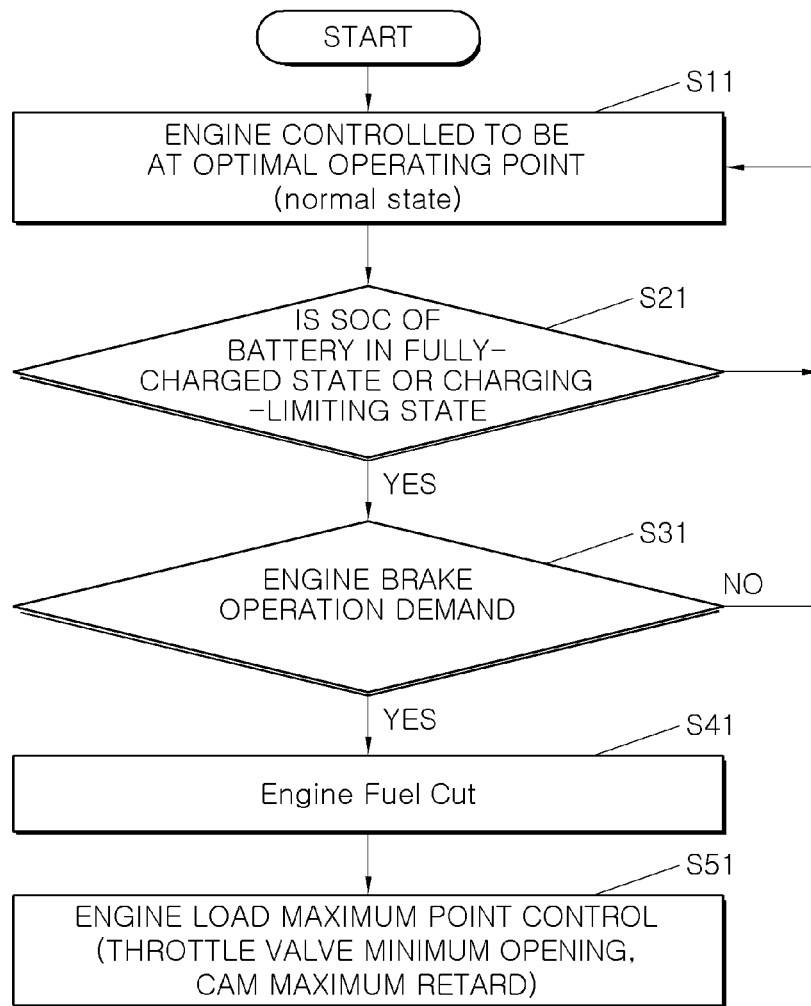 START
S11
ENGINE CONTROLLED TO BE
AT OPTIMAL OPERATING POINT
(normal state)
S21
IS SOC OF
BATTERY IN FULLY-
CHARGED STATE OR CHARGING
-LIMITING STATE
YES
S31
ENGINE BRAKE
OPERATION DEMAND
NO
YES
S41
Engine Fuel Cut
S51
ENGINE LOAD MAXIMUM POINT CONTROL
(THROTTLE VALVE MINIMUM OPENING,
CAM MAXIMUM RETARD)